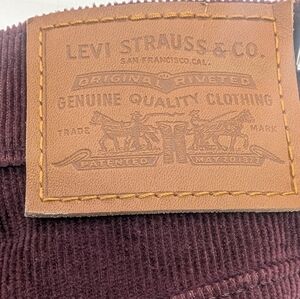 LEVI STRAUSS & CO.
SAN FRANCISCO, CAL.
ORIGINAL RIVETED
GENUINE QUALITY CLOTHING
TRADE MARK
PATENTED MAY 20 1873